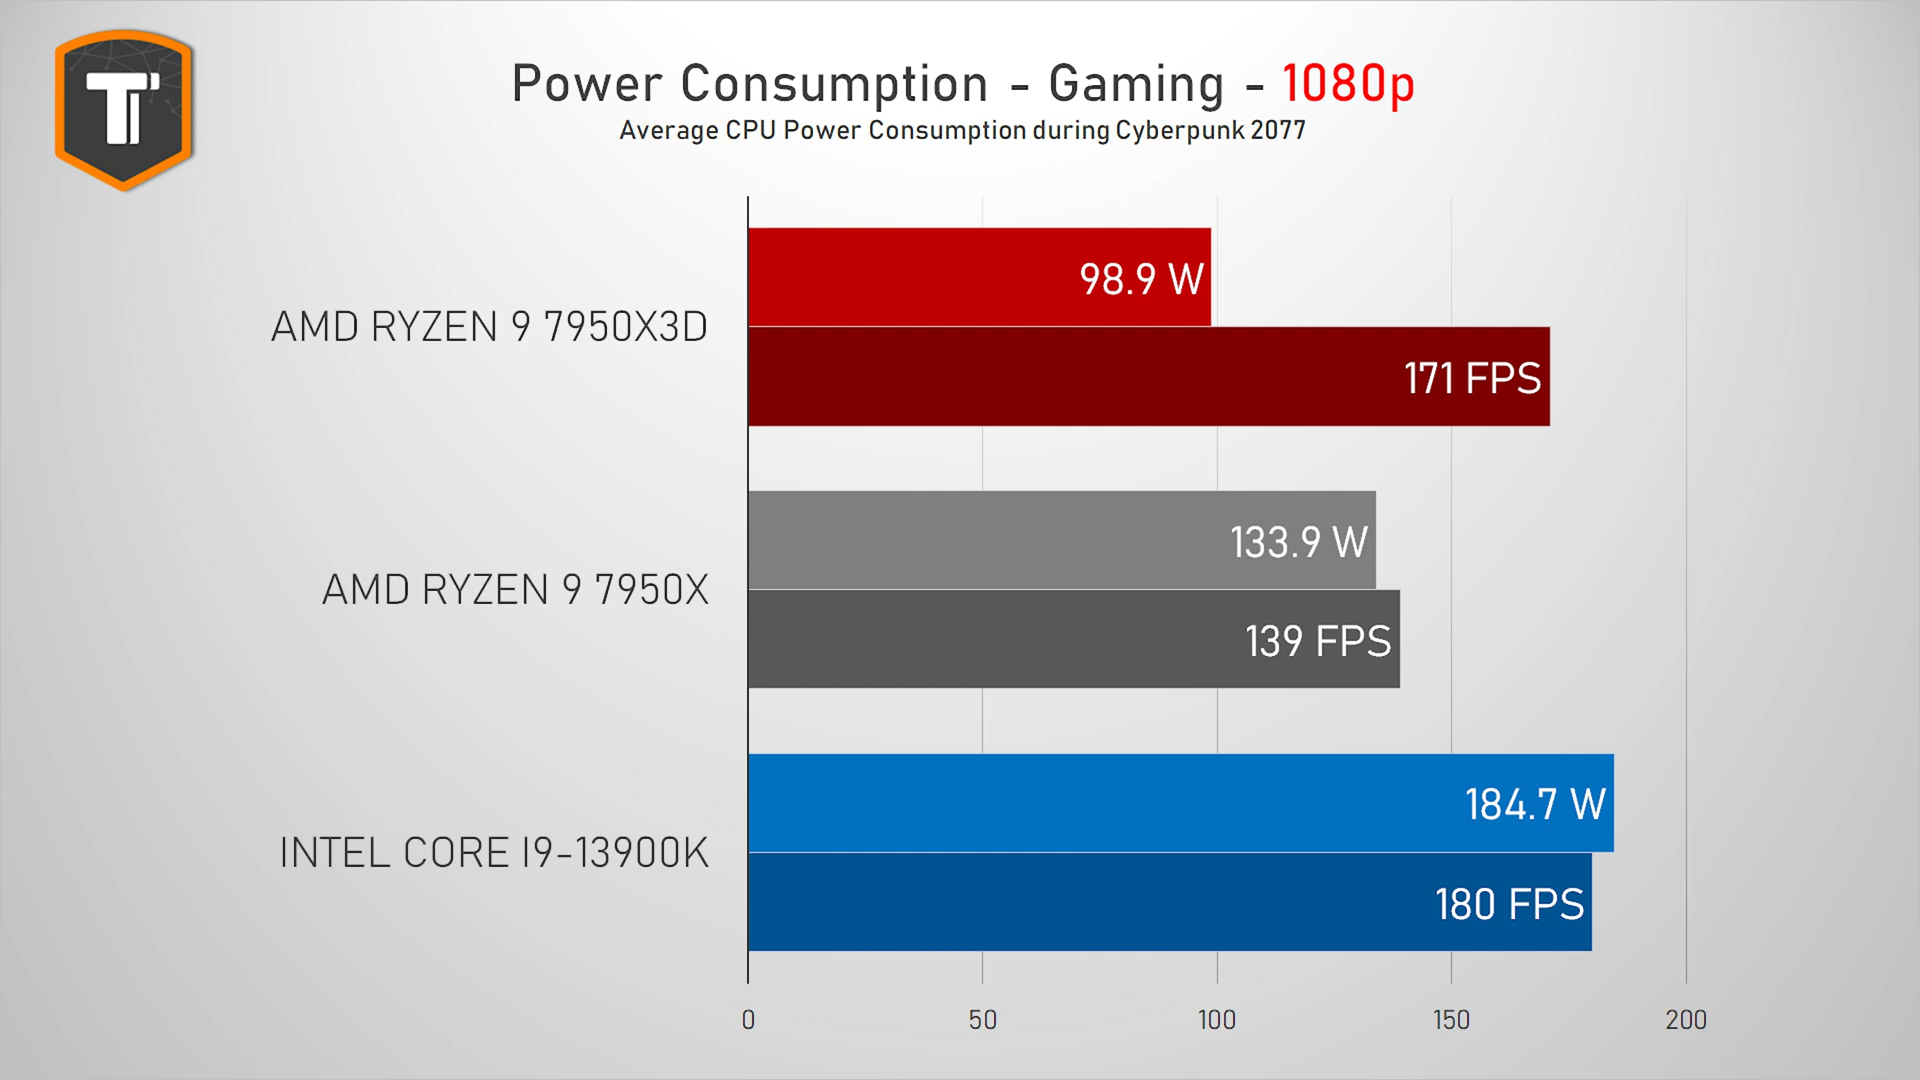 T
Power Consumption - Gaming - 1080p
Average CPU Power Consumption during Cyberpunk 2077
AMD RYZEN 9 7950X3D
98.9 W
171 FPS
AMD RYZEN 9 7950X
133.9 W
139 FPS
INTEL CORE I9-13900K
184.7 W
180 FPS
0 50 100 150 200